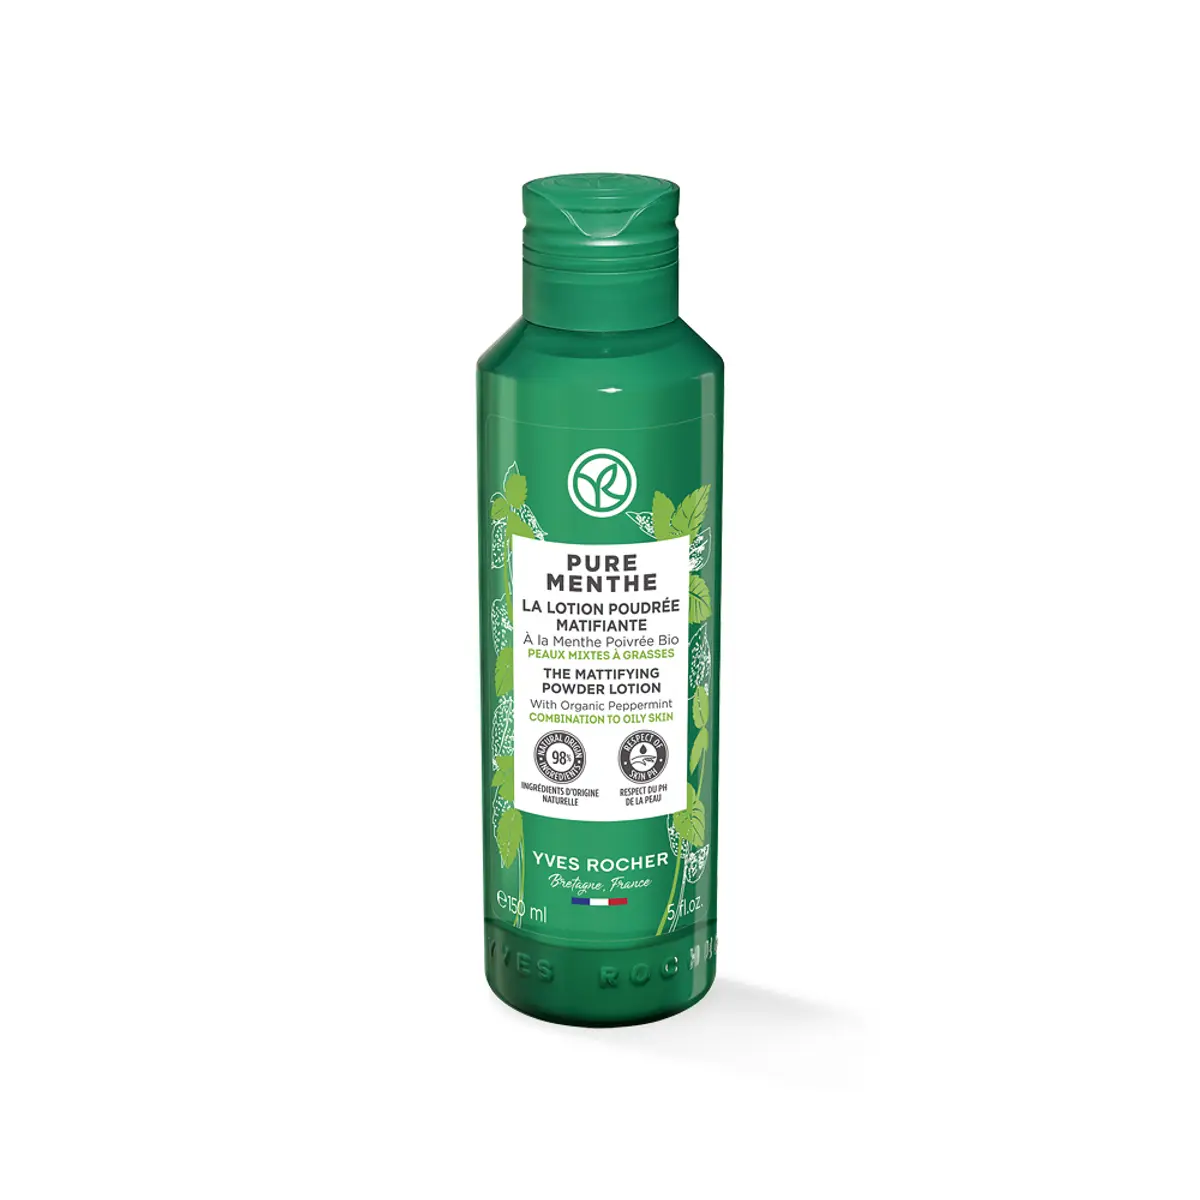 PURE
MENTHE
LA LOTION POUDRÉE
MATIFIANTE
À la Menthe Poivrée Bio
PEAUX MIXTES À GRASSES
THE MATTIFYING
POWDER LOTION
With Organic Peppermint
COMBINATION TO OILY SKIN
NATURAL ORIGIN
98%
INGREDIENTS
INGRÉDIENTS D'ORIGINE
NATURELLE
RESPECT OF
SKIN PH
RESPECT DU PH
DE LA PEAU
YVES ROCHER
Bretagne, France
℮150 ml
5 fl.oz.
YVES ROCH